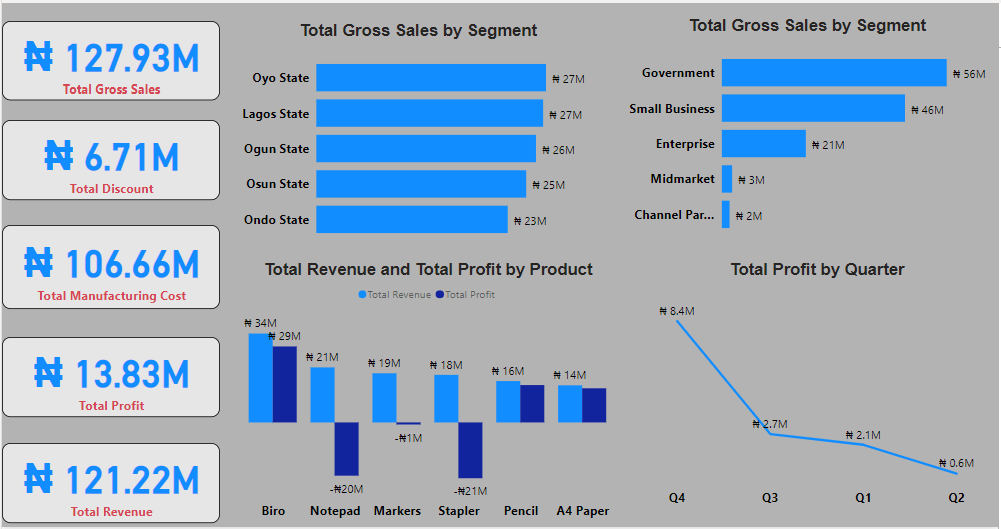 ₦ 127.93M
Total Gross Sales
₦ 6.71M
Total Discount
₦ 106.66M
Total Manufacturing Cost
₦ 13.83M
Total Profit
₦ 121.22M
Total Revenue
Total Gross Sales by Segment
Oyo State ₦ 27M
Lagos State ₦ 27M
Ogun State ₦ 26M
Osun State ₦ 25M
Ondo State ₦ 23M
Total Gross Sales by Segment
Government ₦ 56M
Small Business ₦ 46M
Enterprise ₦ 21M
Midmarket ₦ 3M
Channel Par... ₦ 2M
Total Revenue and Total Profit by Product
Total Revenue Total Profit
₦ 34M
₦ 29M
₦ 21M
₦ 19M
₦ 18M
₦ 16M
₦ 14M
-₦1M
-₦20M
-₦21M
Biro Notepad Markers Stapler Pencil A4 Paper
Total Profit by Quarter
₦ 8.4M
₦ 2.7M
₦ 2.1M
₦ 0.6M
Q4 Q3 Q1 Q2